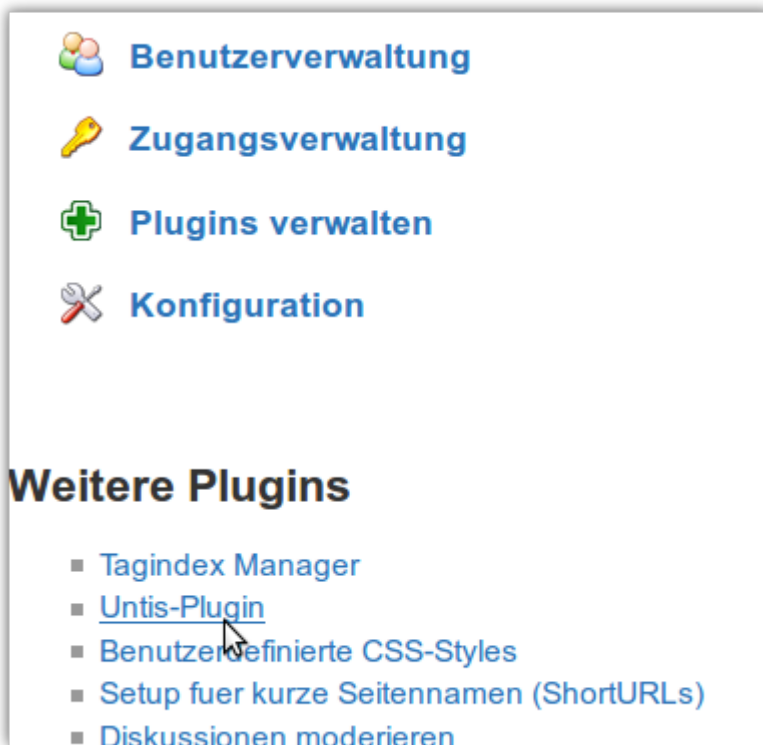 Benutzerverwaltung
Zugangsverwaltung
Plugins verwalten
Konfiguration
Weitere Plugins
Tagindex Manager
Untis-Plugin
Benutzerdefinierte CSS-Styles
Setup fuer kurze Seitennamen (ShortURLs)
Diskussionen moderieren